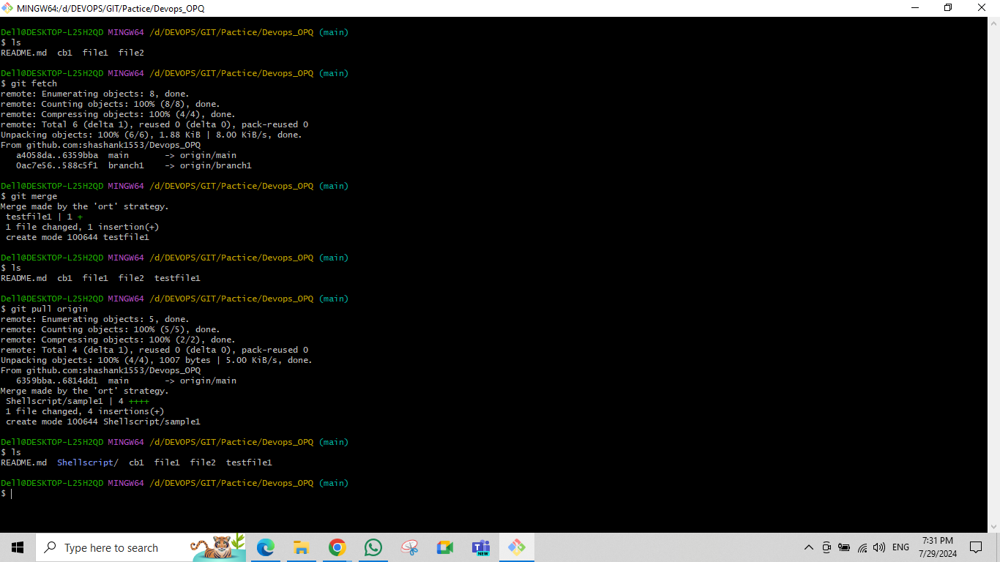 MINGW64:/d/DEVOPS/GIT/Pactice/Devops_OPQ
Dell@DESKTOP-L25H2QD MINGW64 /d/DEVOPS/GIT/Pactice/Devops_OPQ (main)
$ ls
README.md  cb1  file1  file2
Dell@DESKTOP-L25H2QD MINGW64 /d/DEVOPS/GIT/Pactice/Devops_OPQ (main)
$ git fetch
remote: Enumerating objects: 8, done.
remote: Counting objects: 100% (8/8), done.
remote: Compressing objects: 100% (4/4), done.
remote: Total 6 (delta 1), reused 0 (delta 0), pack-reused 0
Unpacking objects: 100% (6/6), 1.88 KiB | 8.00 KiB/s, done.
From github.com:shashank1553/Devops_OPQ
   a4058da..6359bba  main       -> origin/main
   0ac7e56..588c5f1  branch1    -> origin/branch1
Dell@DESKTOP-L25H2QD MINGW64 /d/DEVOPS/GIT/Pactice/Devops_OPQ (main)
$ git merge
Merge made by the 'ort' strategy.
 testfile1 | 1 +
 1 file changed, 1 insertion(+)
 create mode 100644 testfile1
Dell@DESKTOP-L25H2QD MINGW64 /d/DEVOPS/GIT/Pactice/Devops_OPQ (main)
$ ls
README.md  cb1  file1  file2  testfile1
Dell@DESKTOP-L25H2QD MINGW64 /d/DEVOPS/GIT/Pactice/Devops_OPQ (main)
$ git pull origin
remote: Enumerating objects: 5, done.
remote: Counting objects: 100% (5/5), done.
remote: Compressing objects: 100% (2/2), done.
remote: Total 4 (delta 1), reused 0 (delta 0), pack-reused 0
Unpacking objects: 100% (4/4), 1007 bytes | 5.00 KiB/s, done.
From github.com:shashank1553/Devops_OPQ
   6359bba..6814dd1  main       -> origin/main
Merge made by the 'ort' strategy.
 Shellscript/sample1 | 4 ++++
 1 file changed, 4 insertions(+)
 create mode 100644 Shellscript/sample1
Dell@DESKTOP-L25H2QD MINGW64 /d/DEVOPS/GIT/Pactice/Devops_OPQ (main)
$ ls
README.md  Shellscript/  cb1  file1  file2  testfile1
Dell@DESKTOP-L25H2QD MINGW64 /d/DEVOPS/GIT/Pactice/Devops_OPQ (main)
$
Type here to search
NEW
ENG
7:31 PM
7/29/2024